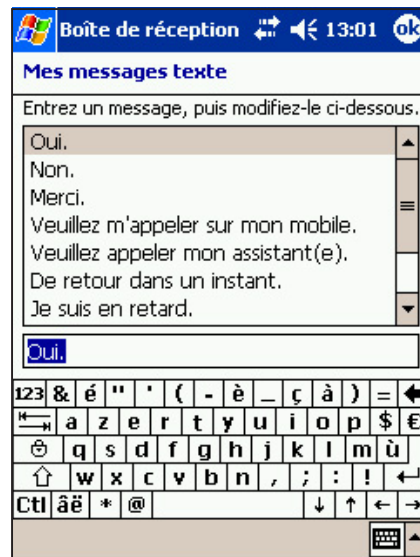 Boîte de réception 13:01 ok
Mes messages texte
Entrez un message, puis modifiez-le ci-dessous.
Oui.
Non.
Merci.
Veuillez m'appeler sur mon mobile.
Veuillez appeler mon assistant(e).
De retour dans un instant.
Je suis en retard.
Oui.
123 & é " ' ( - è _ ç à ) =
a z e r t y u i o p $ €
q s d f g h j k l m ù
w x c v b n , ; : !
Ctl âë * @ ↓ ↑ ← →